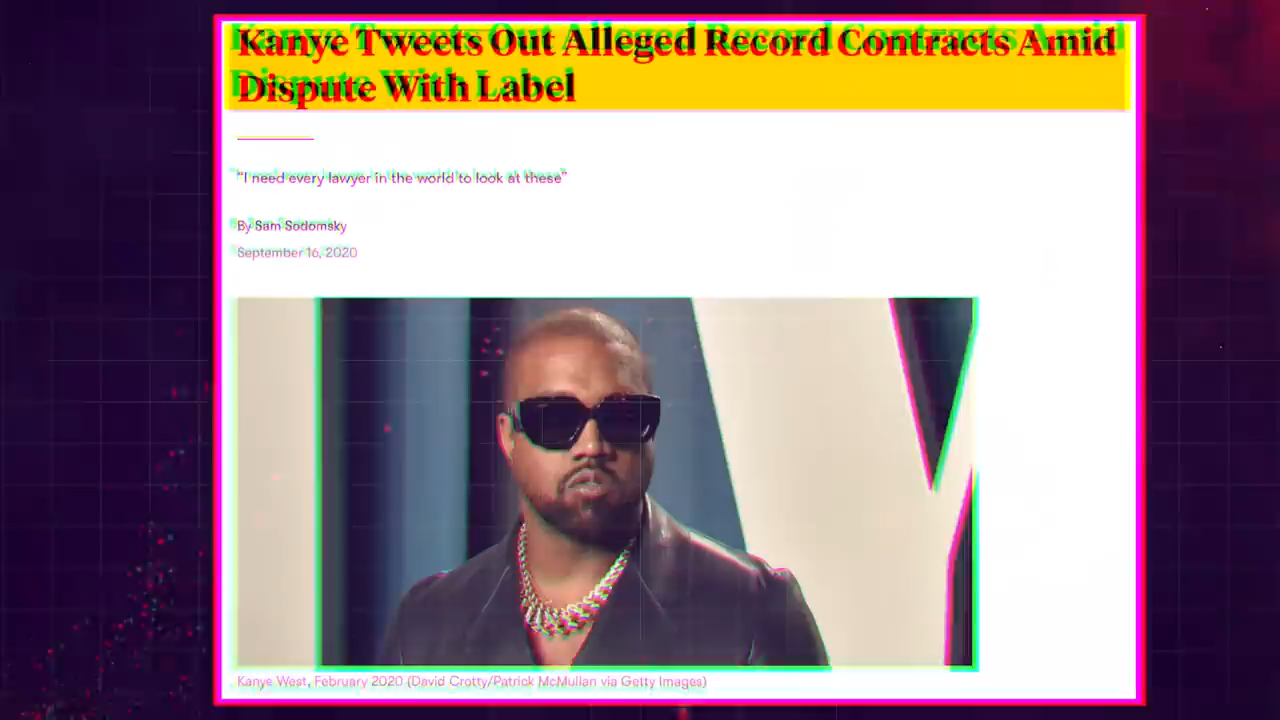 Kanye Tweets Out Alleged Record Contracts Amid
Dispute With Label
“I need every lawyer in the world to look at these”
By Sam Sodomsky
September 16, 2020
Kanye West, February 2020 (David Crotty/Patrick McMullan via Getty Images)